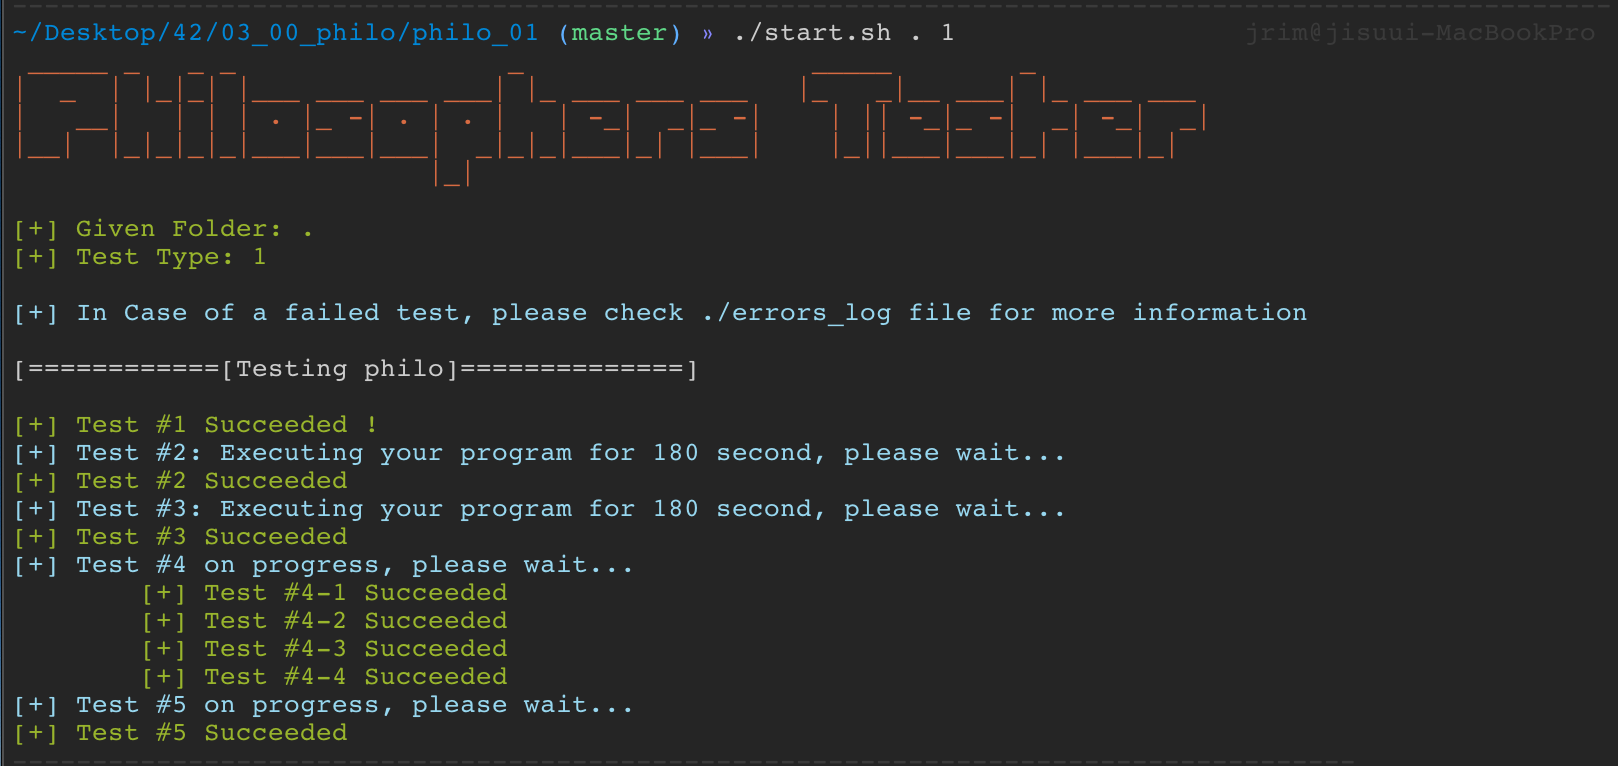 ~/Desktop/42/03_00_philo/philo_01 (master) » ./start.sh . 1 jrim@jisuui-MacBookPro
Philosophers Tester
[+] Given Folder: .
[+] Test Type: 1
[+] In Case of a failed test, please check ./errors_log file for more information
[============[Testing philo]==============]
[+] Test #1 Succeeded !
[+] Test #2: Executing your program for 180 second, please wait...
[+] Test #2 Succeeded
[+] Test #3: Executing your program for 180 second, please wait...
[+] Test #3 Succeeded
[+] Test #4 on progress, please wait...
[+] Test #4-1 Succeeded
[+] Test #4-2 Succeeded
[+] Test #4-3 Succeeded
[+] Test #4-4 Succeeded
[+] Test #5 on progress, please wait...
[+] Test #5 Succeeded